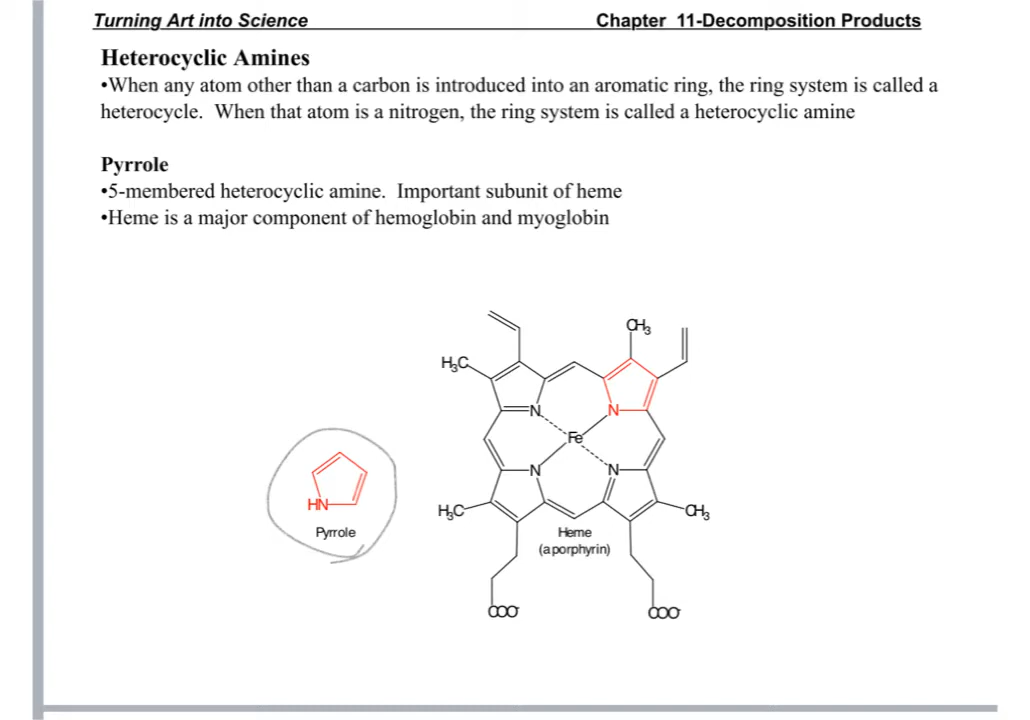 Turning Art into Science Chapter 11-Decomposition Products
Heterocyclic Amines
•When any atom other than a carbon is introduced into an aromatic ring, the ring system is called a
heterocycle. When that atom is a nitrogen, the ring system is called a heterocyclic amine
Pyrrole
•5-membered heterocyclic amine. Important subunit of heme
•Heme is a major component of hemoglobin and myoglobin
CH3
H3C
N N
Fe
N N
HN
H3C CH3
Pyrrole Heme
(a porphyrin)
COO- COO-